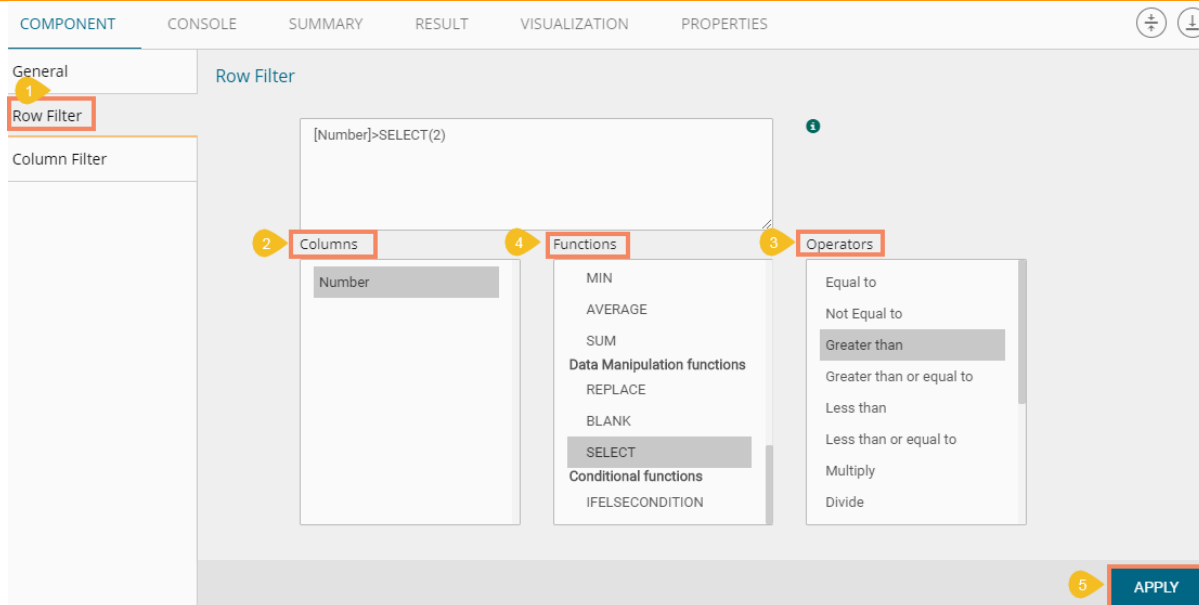 COMPONENT CONSOLE SUMMARY RESULT VISUALIZATION PROPERTIES
General
1
Row Filter
Column Filter
Row Filter
[Number]>SELECT(2)
2 Columns
Number
4 Functions
MIN
AVERAGE
SUM
Data Manipulation functions
REPLACE
BLANK
SELECT
Conditional functions
IFELSECONDITION
3 Operators
Equal to
Not Equal to
Greater than
Greater than or equal to
Less than
Less than or equal to
Multiply
Divide
5 APPLY